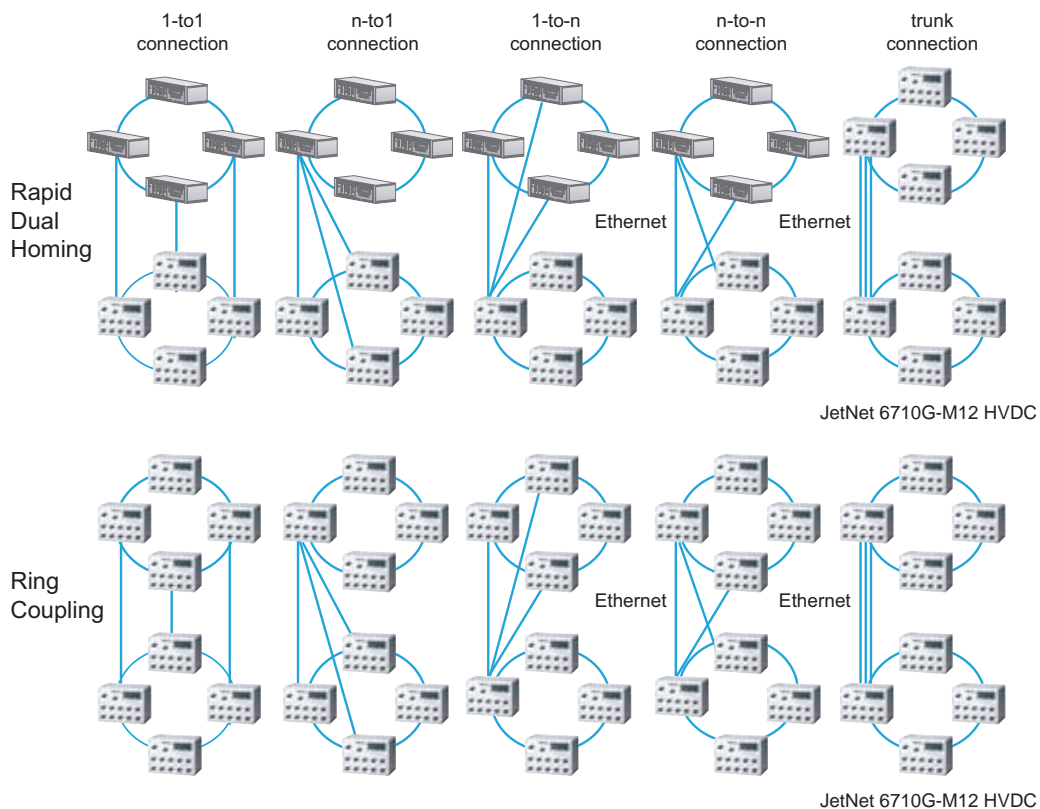 1-to1
connection
n-to1
connection
1-to-n
connection
n-to-n
connection
trunk
connection
Rapid
Dual
Homing
Ethernet
Ethernet
JetNet 6710G-M12 HVDC
Ring
Coupling
Ethernet
Ethernet
JetNet 6710G-M12 HVDC